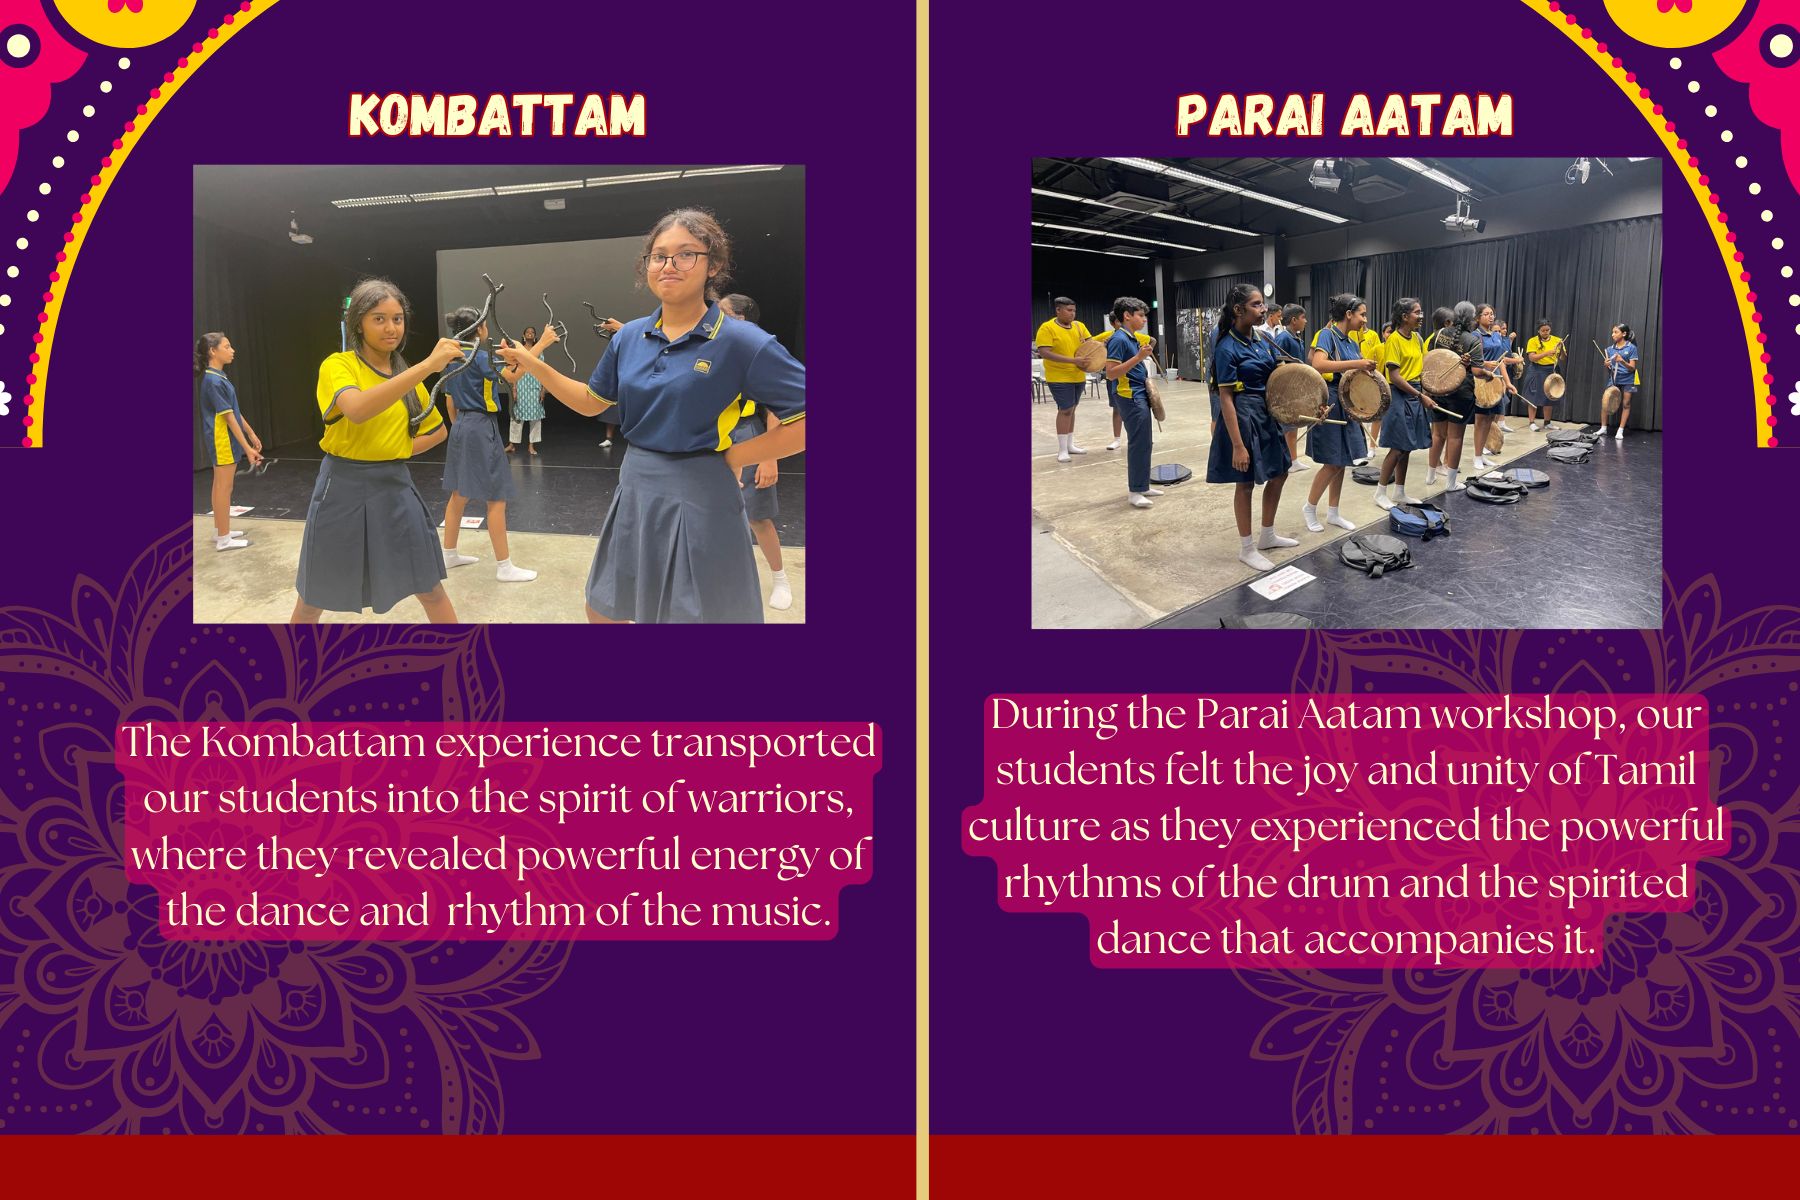 KOMBATTAM
The Kombattam experience transported
our students into the spirit of warriors,
where they revealed powerful energy of
the dance and  rhythm of the music.
PARAI AATAM
During the Parai Aatam workshop, our
students felt the joy and unity of Tamil
culture as they experienced the powerful
rhythms of the drum and the spirited
dance that accompanies it.